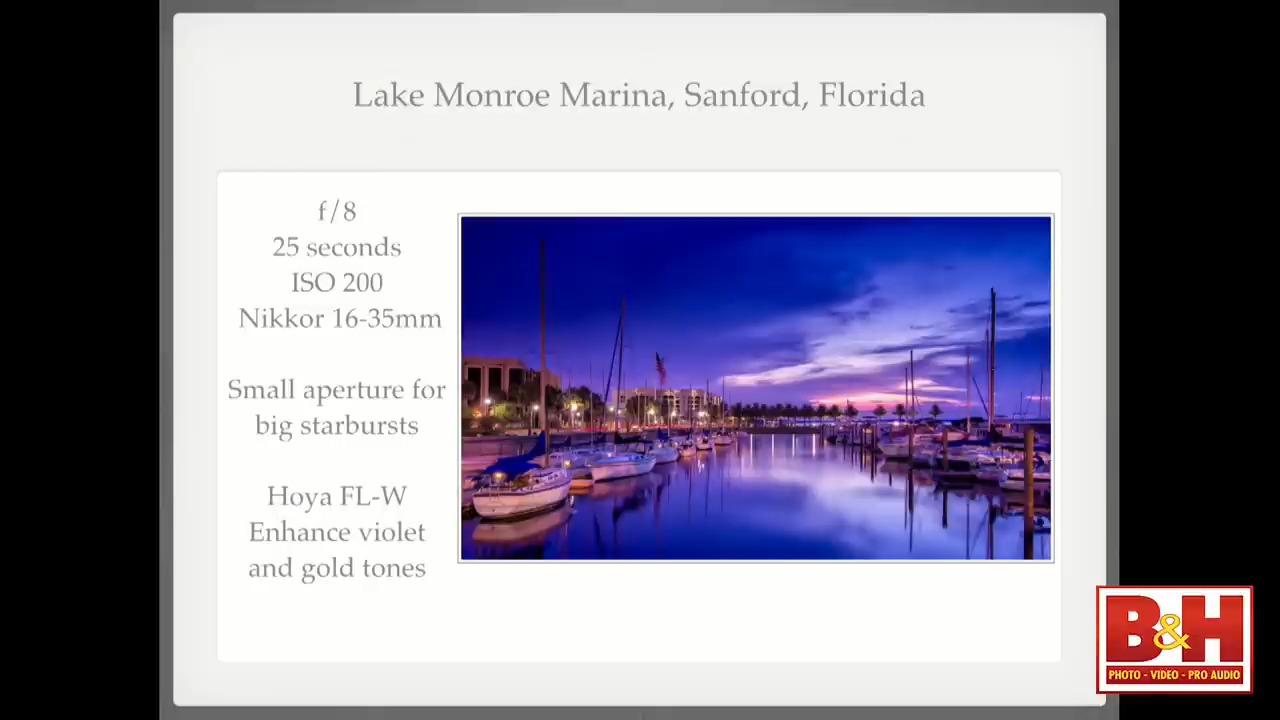 Lake Monroe Marina, Sanford, Florida
f/8
25 seconds
ISO 200
Nikkor 16-35mm
Small aperture for
big starbursts
Hoya FL-W
Enhance violet
and gold tones
B&H
PHOTO - VIDEO - PRO AUDIO